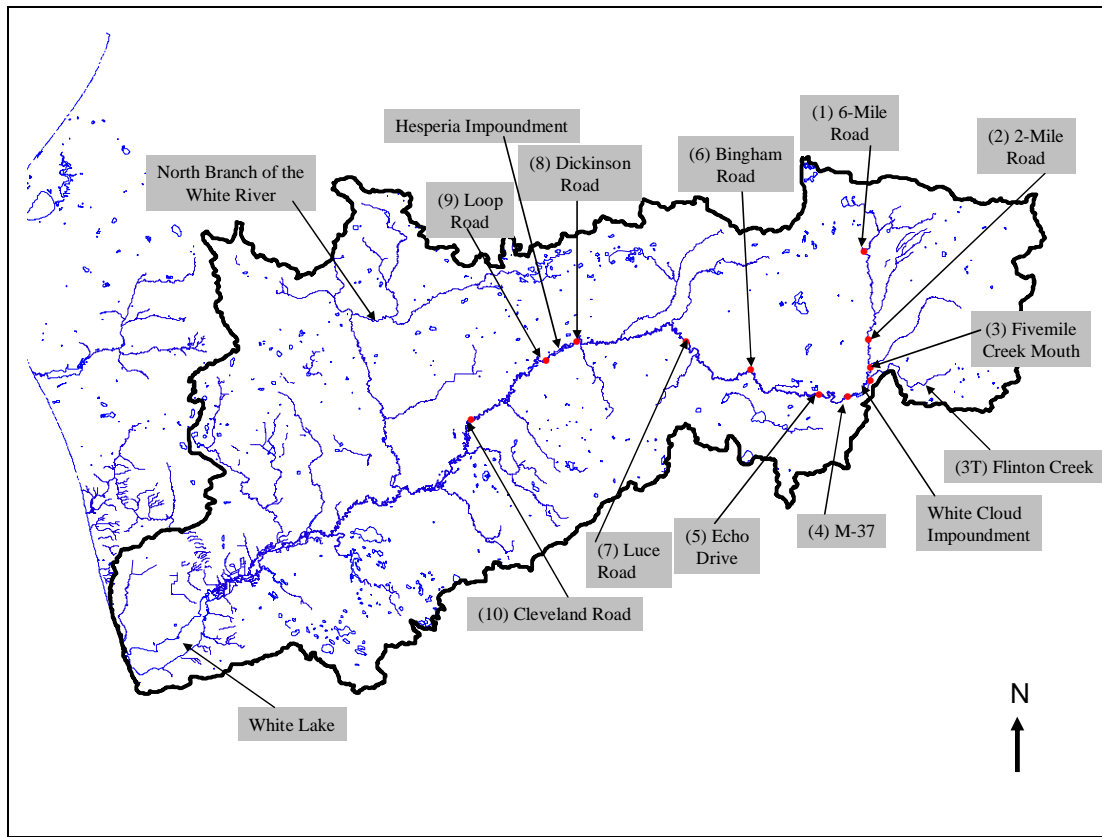 (1) 6-Mile
Road
(2) 2-Mile
Road
Hesperia Impoundment
(8) Dickinson
Road
(6) Bingham
Road
North Branch of the
White River
(9) Loop
Road
(3) Fivemile
Creek Mouth
(3T) Flinton Creek
White Cloud
Impoundment
(4) M-37
(5) Echo
Drive
(7) Luce
Road
(10) Cleveland Road
White Lake
N